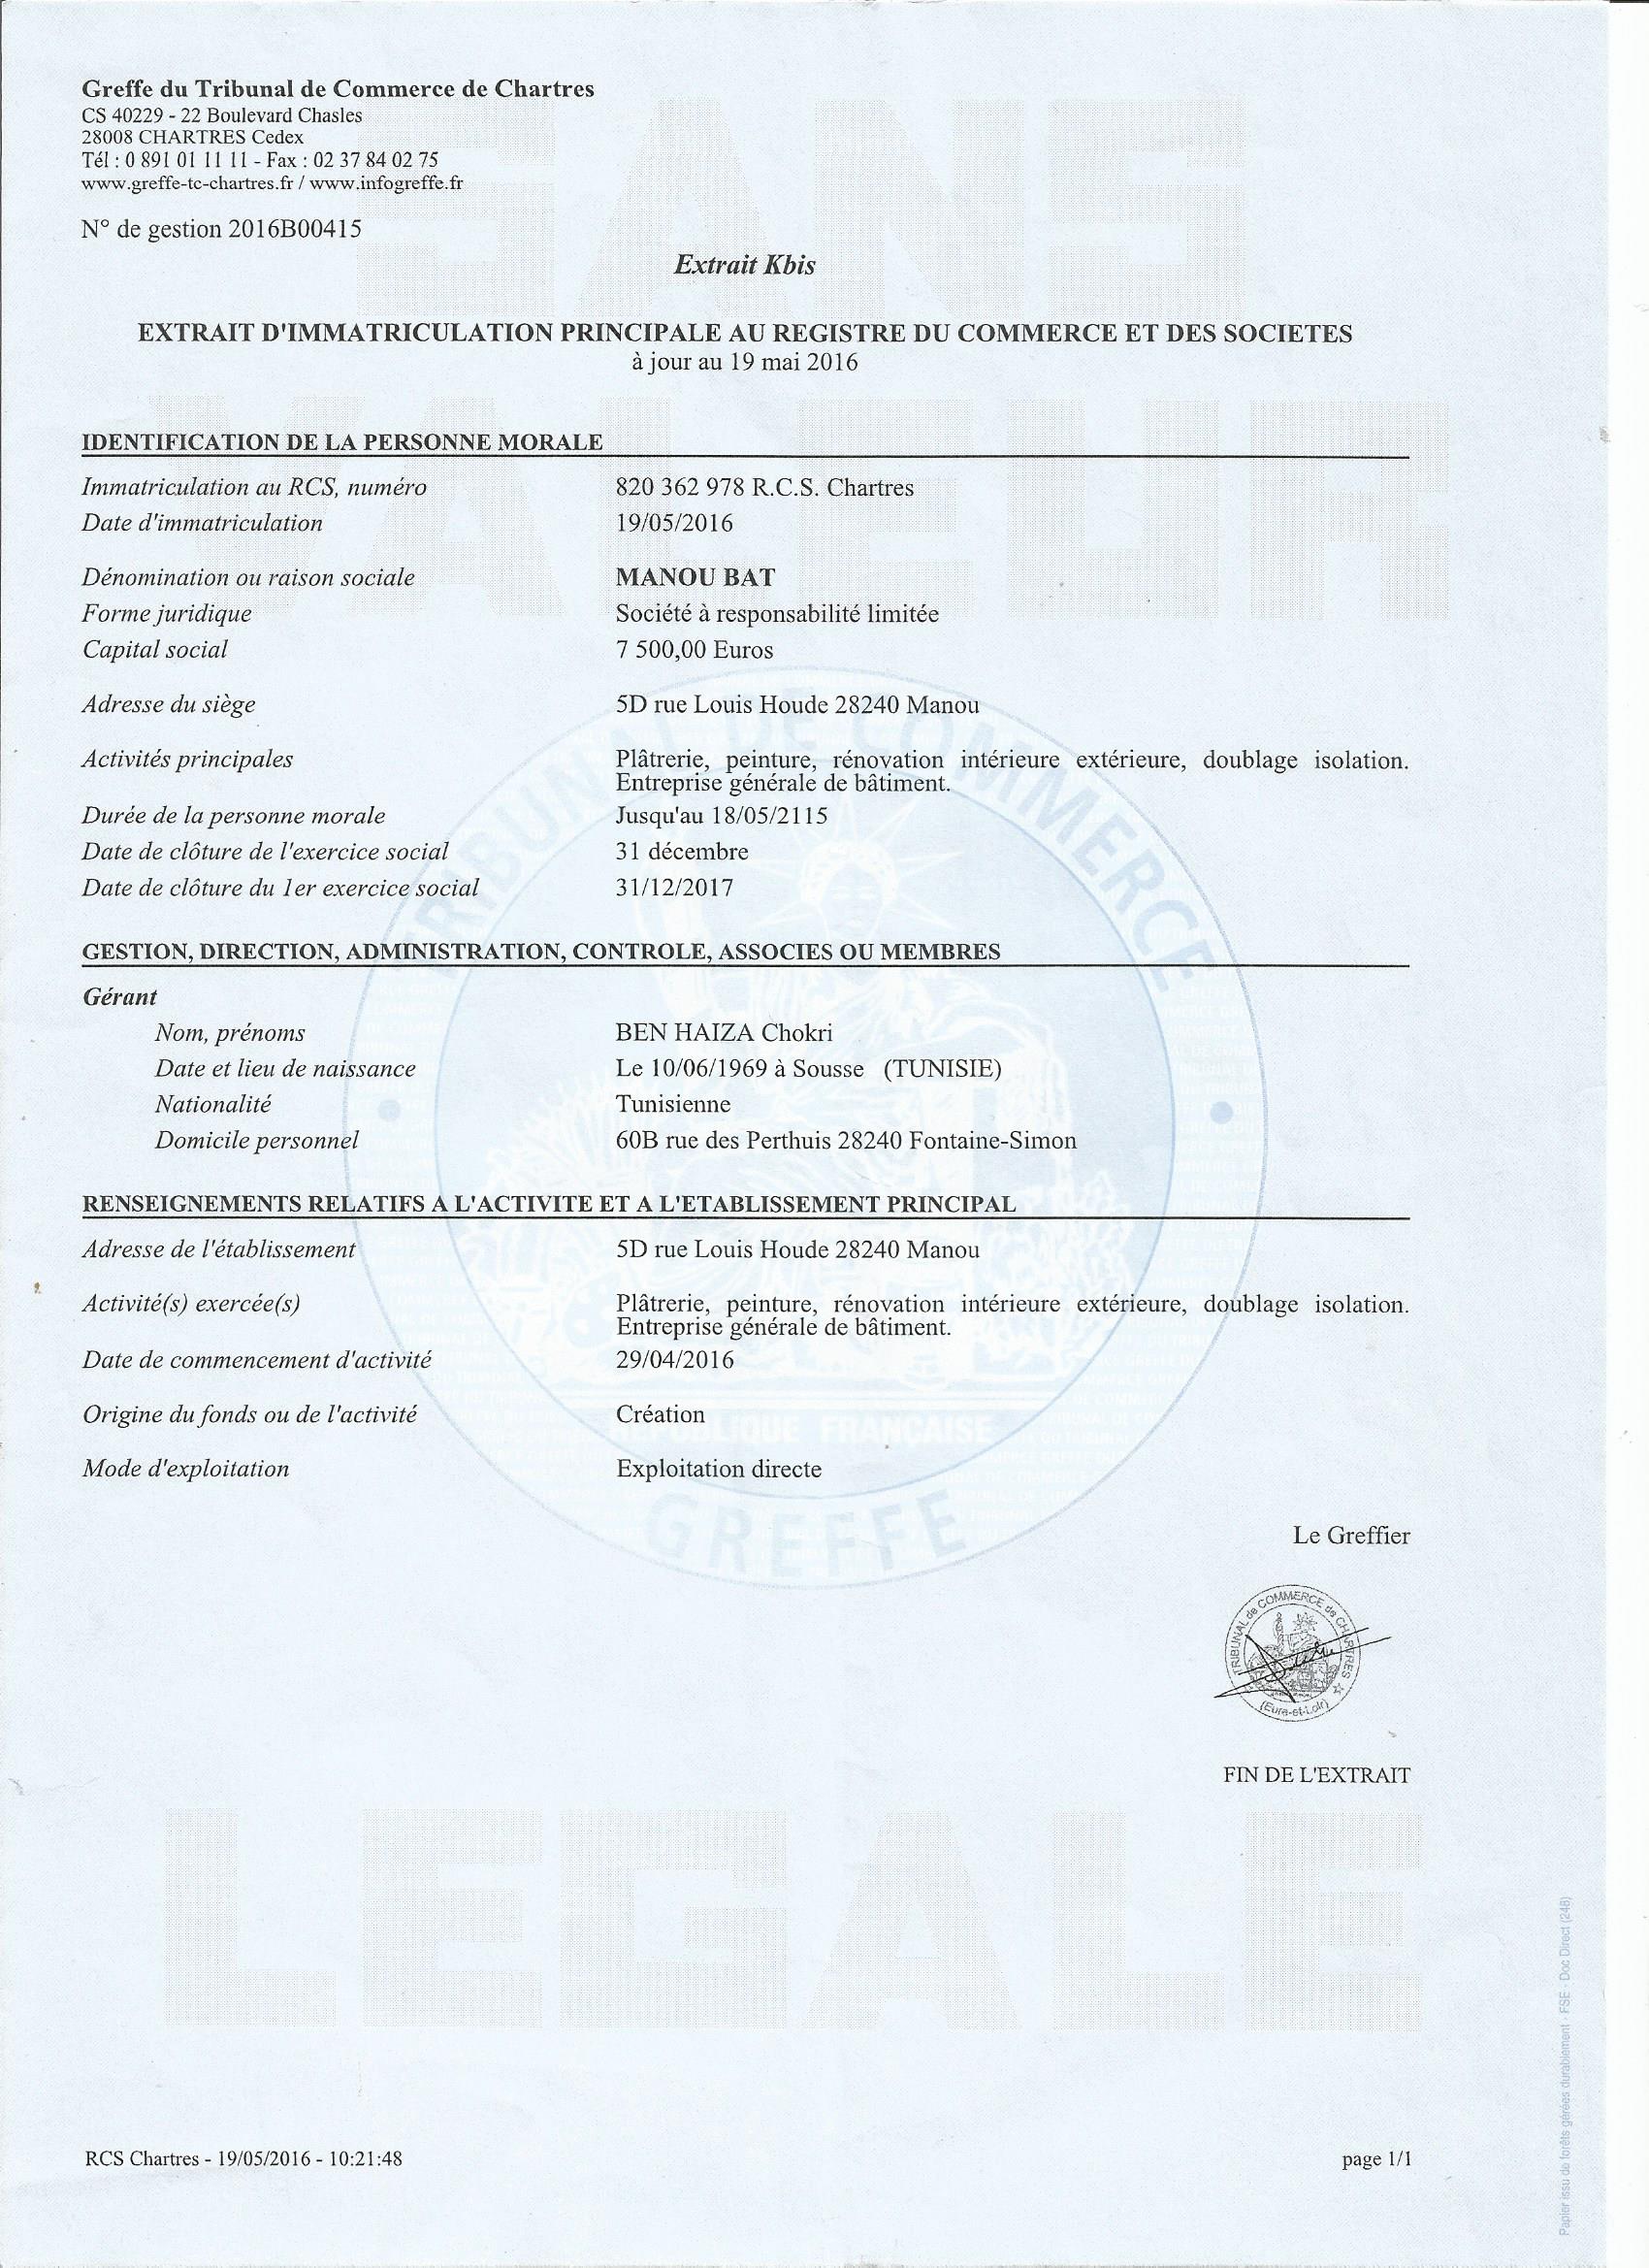 Greffe du Tribunal de Commerce de Chartres
CS 40229 - 22 Boulevard Chasles
28008 CHARTRES Cedex
Tél : 0 891 01 11 11 - Fax : 02 37 84 02 75
www.greffe-tc-chartres.fr / www.infogreffe.fr
N° de gestion 2016B00415
Extrait Kbis
EXTRAIT D'IMMATRICULATION PRINCIPALE AU REGISTRE DU COMMERCE ET DES SOCIETES
à jour au 19 mai 2016
IDENTIFICATION DE LA PERSONNE MORALE
Immatriculation au RCS, numéro 820 362 978 R.C.S. Chartres
Date d'immatriculation 19/05/2016
Dénomination ou raison sociale MANOU BAT
Forme juridique Société à responsabilité limitée
Capital social 7 500,00 Euros
Adresse du siège 5D rue Louis Houde 28240 Manou
Activités principales Plâtrerie, peinture, rénovation intérieure extérieure, doublage isolation.
Entreprise générale de bâtiment.
Durée de la personne morale Jusqu'au 18/05/2115
Date de clôture de l'exercice social 31 décembre
Date de clôture du 1er exercice social 31/12/2017
GESTION, DIRECTION, ADMINISTRATION, CONTROLE, ASSOCIES OU MEMBRES
Gérant
Nom, prénoms BEN HAIZA Chokri
Date et lieu de naissance Le 10/06/1969 à Sousse (TUNISIE)
Nationalité Tunisienne
Domicile personnel 60B rue des Perthuis 28240 Fontaine-Simon
RENSEIGNEMENTS RELATIFS A L'ACTIVITE ET A L'ETABLISSEMENT PRINCIPAL
Adresse de l'établissement 5D rue Louis Houde 28240 Manou
Activité(s) exercée(s) Plâtrerie, peinture, rénovation intérieure extérieure, doublage isolation.
Entreprise générale de bâtiment.
Date de commencement d'activité 29/04/2016
Origine du fonds ou de l'activité Création
Mode d'exploitation Exploitation directe
Le Greffier
TRIBUNAL de COMMERCE de CHARTRES
(Eure-et-Loir)
FIN DE L'EXTRAIT
RCS Chartres - 19/05/2016 - 10:21:48 page 1/1
Papier issu de forêts gérées durablement - FSE - Doc Direct (248)
SANS
VALEUR
LEGALE
TRIBUNAL DE COMMERCE
REPUBLIQUE FRANÇAISE
GREFFE